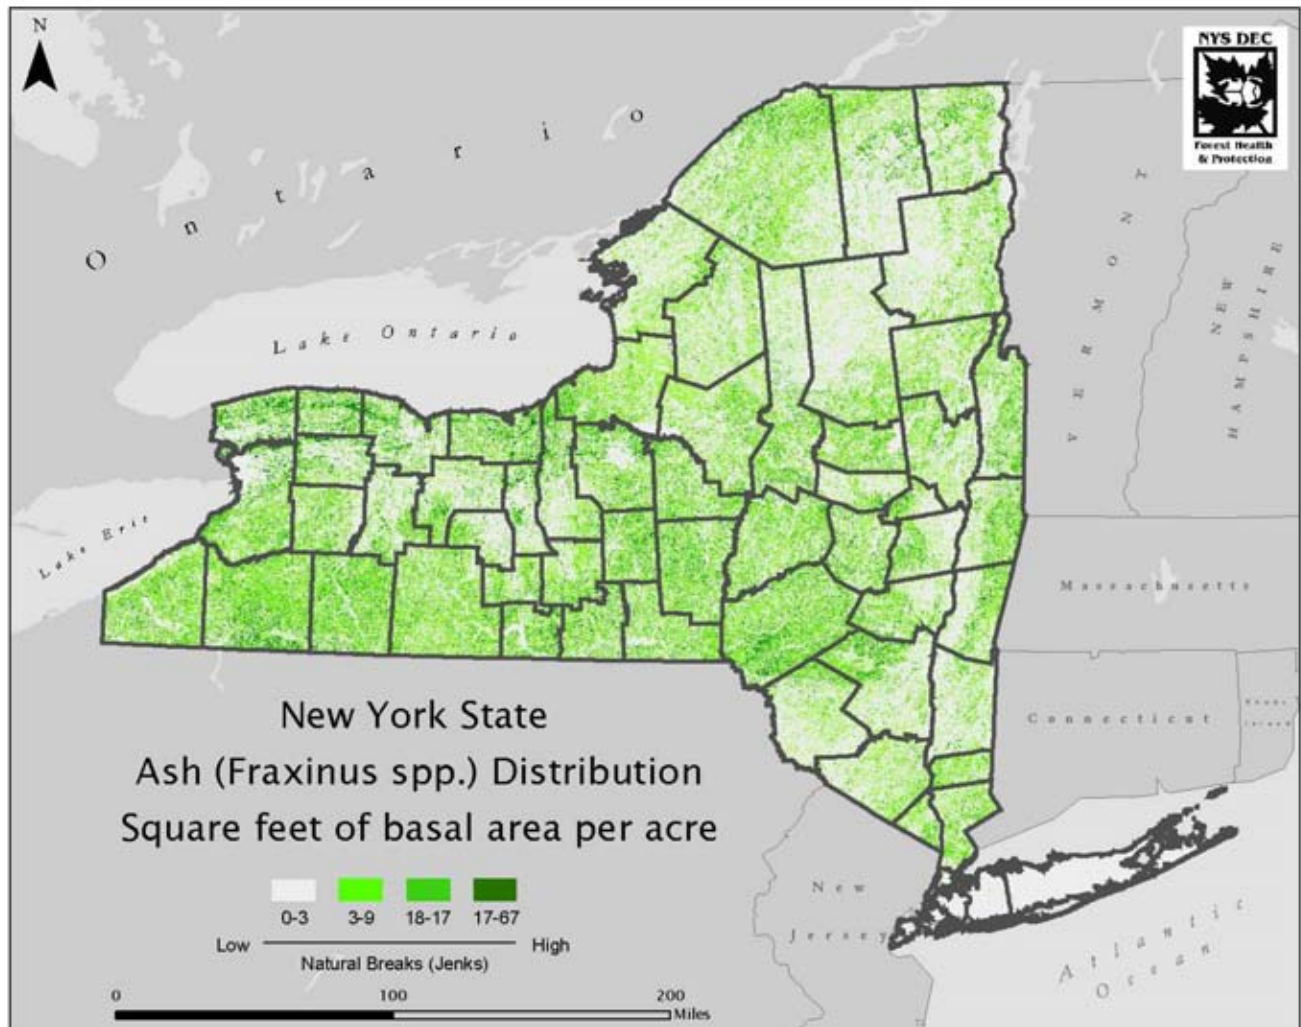 N
NYS DEC
Forest Health
& Protection
Ontario
Lake Ontario
Lake Erie
VERMONT
NEW
HAMPSHIRE
Massachusetts
Connecticut
New
Jersey
Atlantic
Ocean
New York State
Ash (Fraxinus spp.) Distribution
Square feet of basal area per acre
0-3 3-9 18-17 17-67
Low High
Natural Breaks (Jenks)
0 100 200
Miles